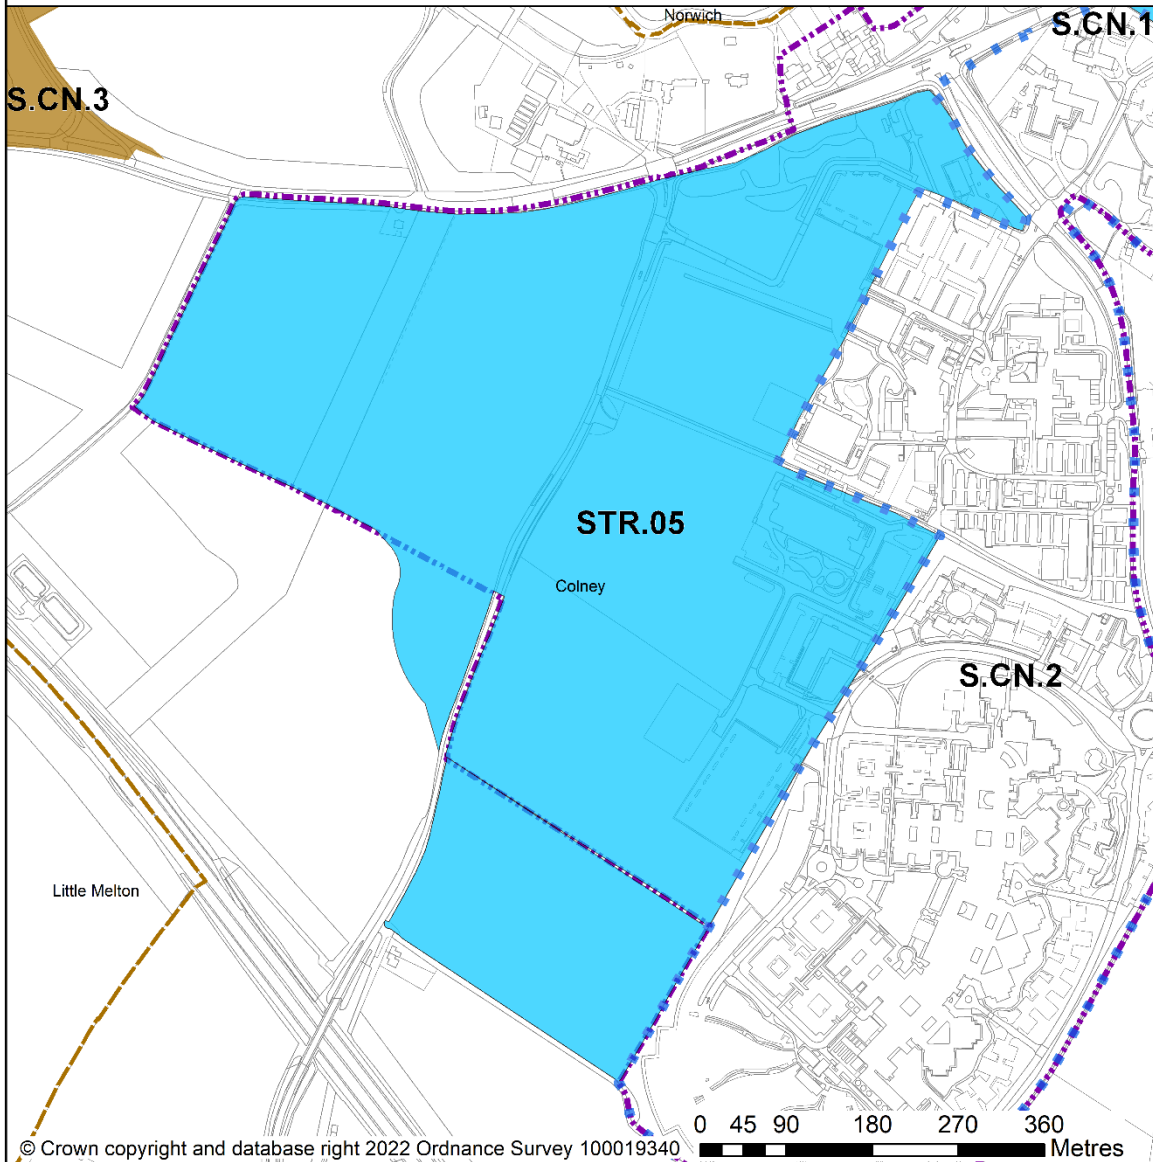 Norwich
S.CN.1
S.CN.3
STR.05
Colney
S.CN.2
Little Melton
0 45 90 180 270 360
Metres
© Crown copyright and database right 2022 Ordnance Survey 100019340